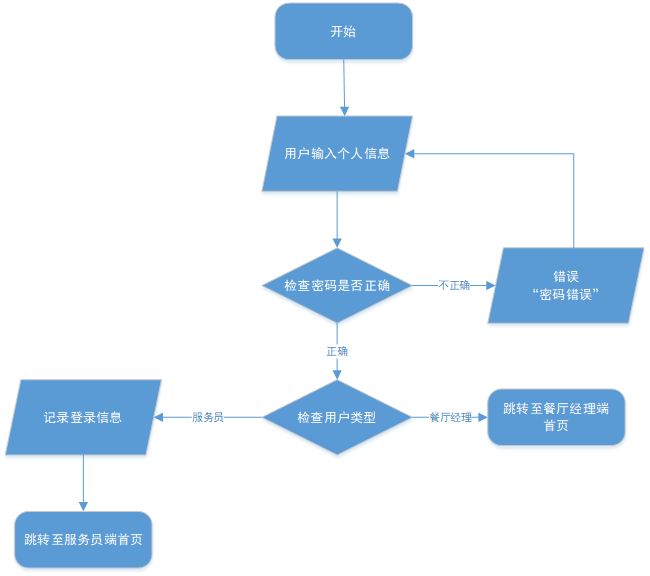 开始
用户输入个人信息
检查密码是否正确
不正确
错误
“密码错误”
正确
记录登录信息
服务员
检查用户类型
餐厅经理
跳转至餐厅经理端
首页
跳转至服务员端首页